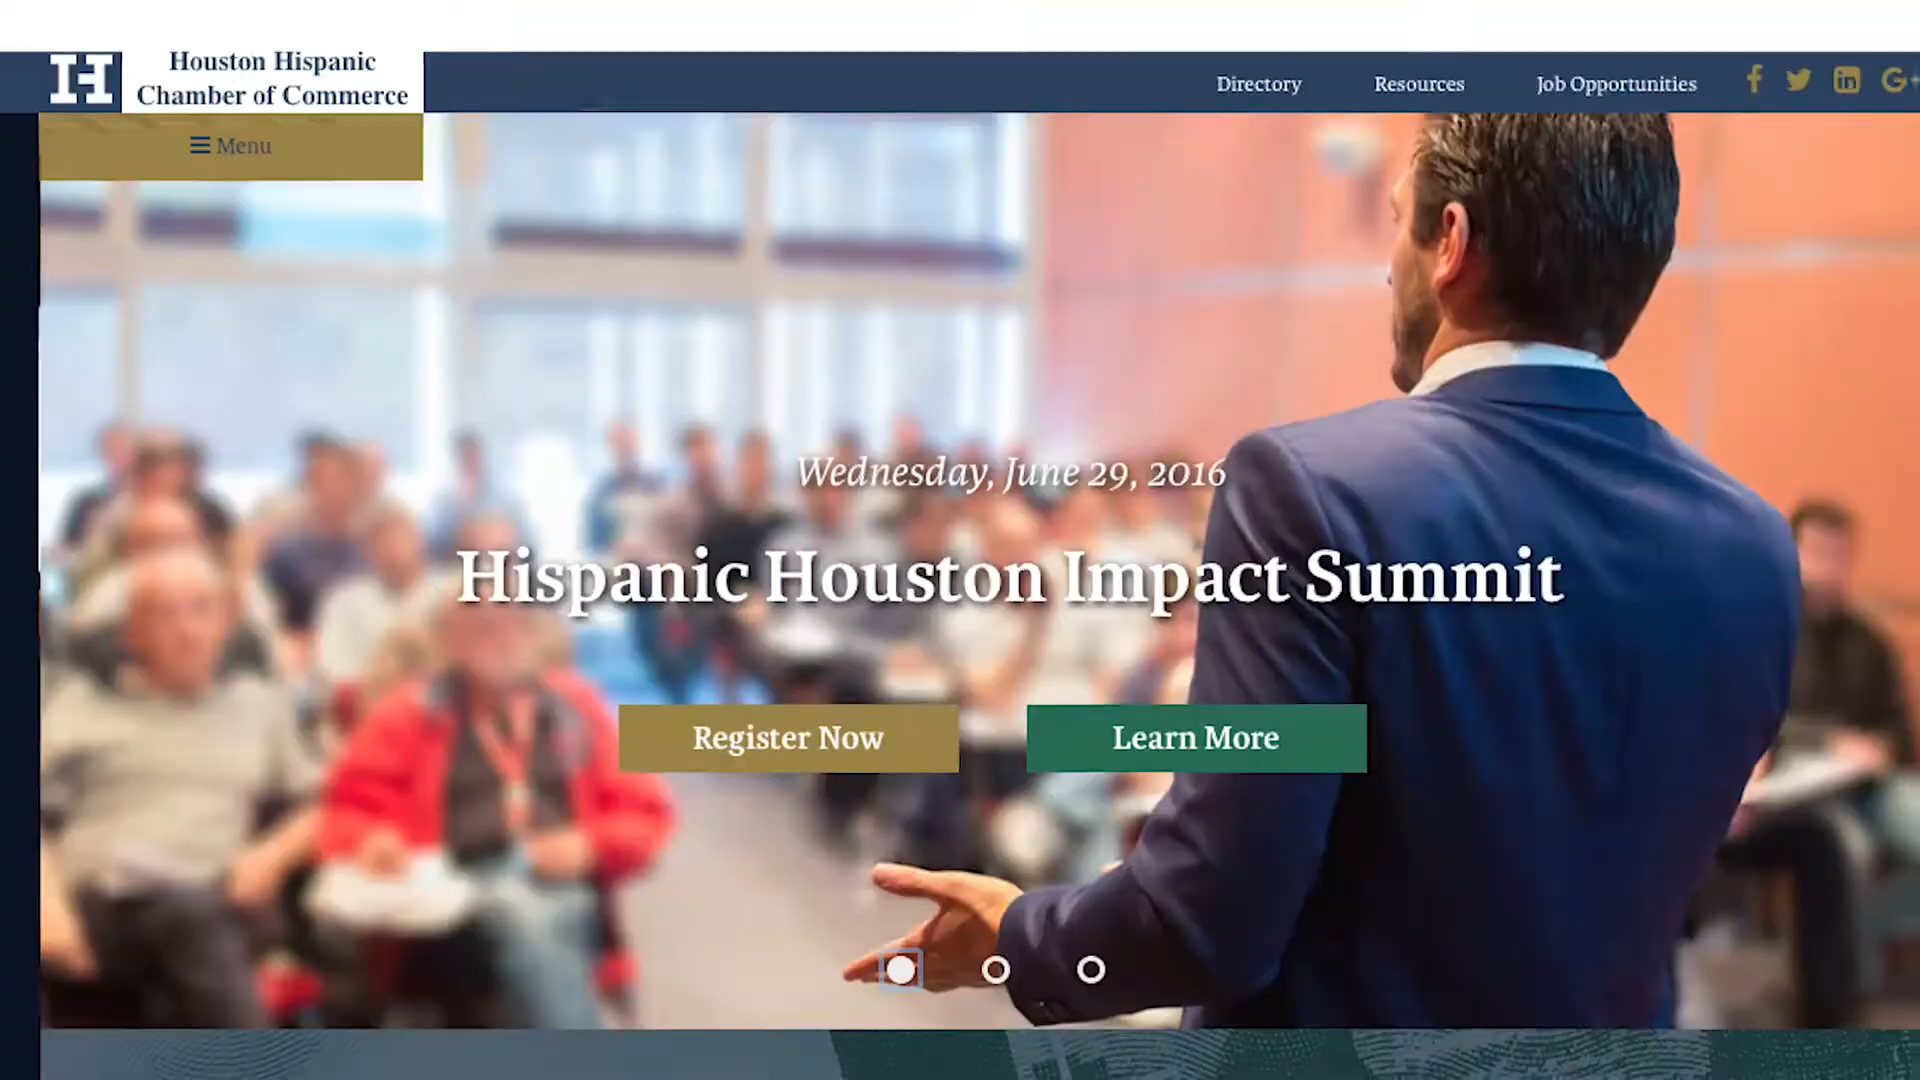 Houston Hispanic
Chamber of Commerce
Directory
Resources
Job Opportunities
Menu
Wednesday, June 29, 2016
Hispanic Houston Impact Summit
Register Now
Learn More